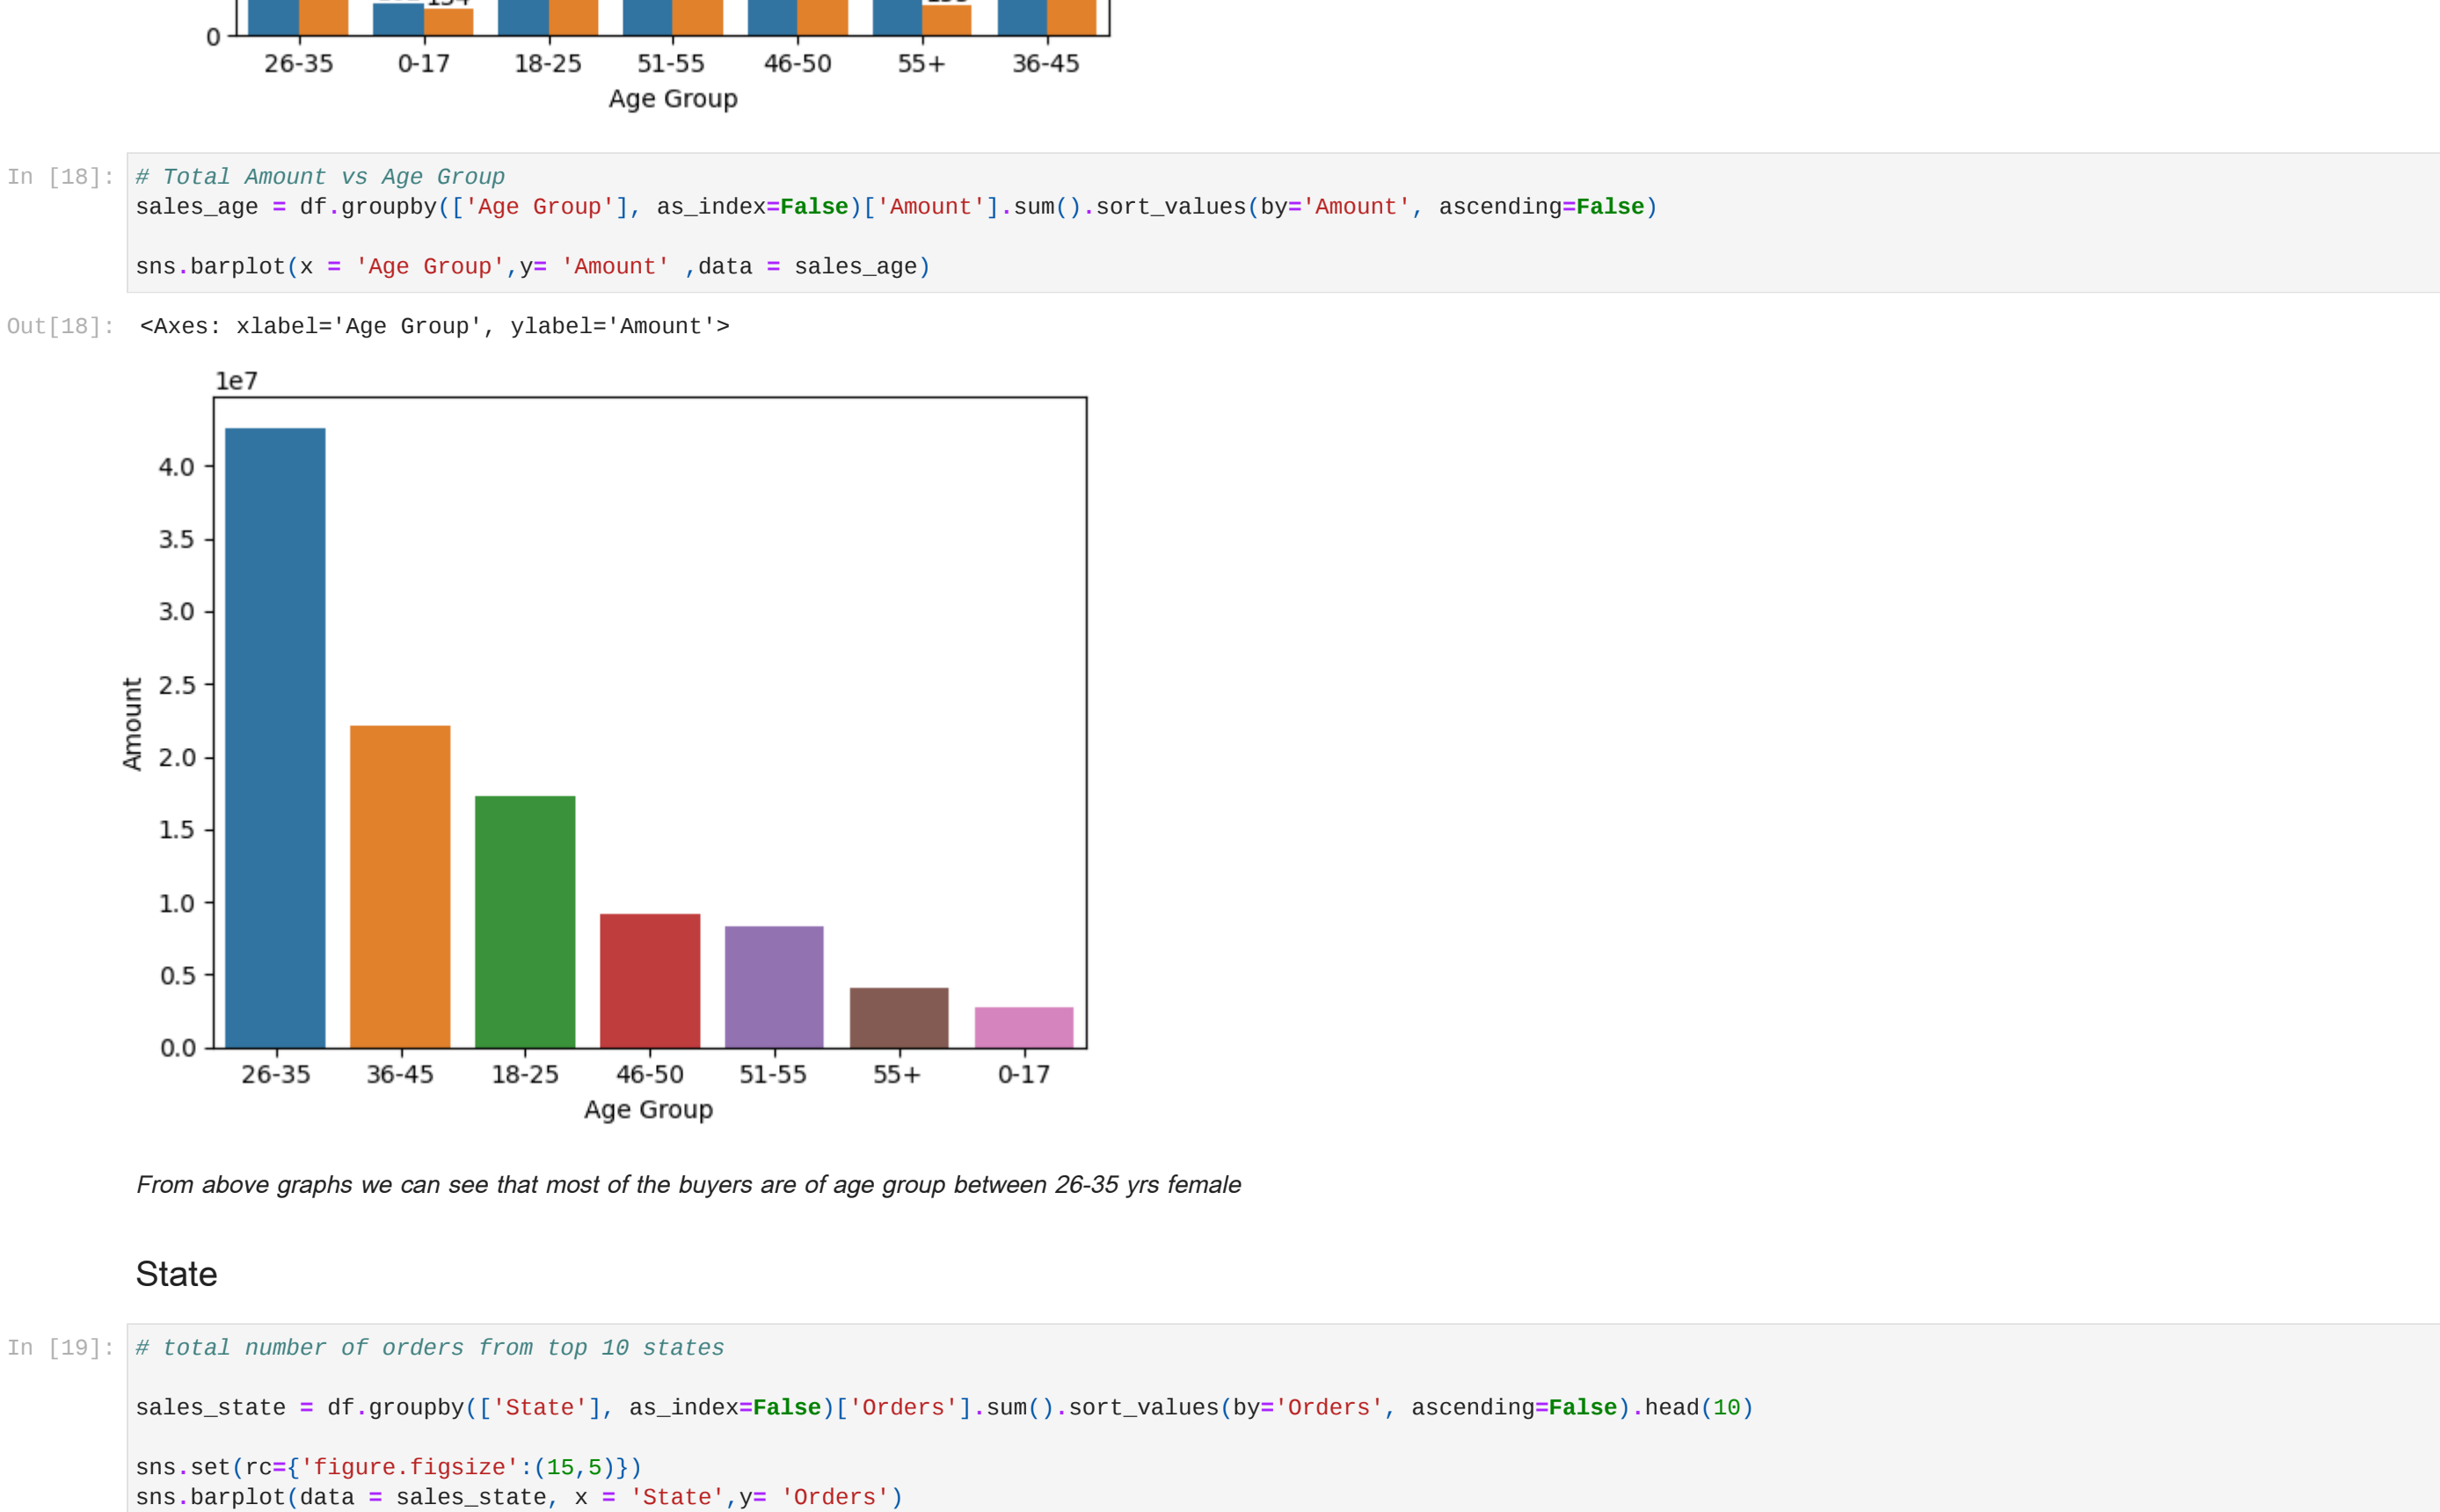 0
26-35 0-17 18-25 51-55 46-50 55+ 36-45
Age Group
In [18]: # Total Amount vs Age Group
sales_age = df.groupby(['Age Group'], as_index=False)['Amount'].sum().sort_values(by='Amount', ascending=False)
sns.barplot(x = 'Age Group',y= 'Amount' ,data = sales_age)
Out[18]: <Axes: xlabel='Age Group', ylabel='Amount'>
1e7
4.0
3.5
3.0
2.5
2.0
1.5
1.0
0.5
0.0
Amount
26-35 36-45 18-25 46-50 51-55 55+ 0-17
Age Group
From above graphs we can see that most of the buyers are of age group between 26-35 yrs female
State
In [19]: # total number of orders from top 10 states
sales_state = df.groupby(['State'], as_index=False)['Orders'].sum().sort_values(by='Orders', ascending=False).head(10)
sns.set(rc={'figure.figsize':(15,5)})
sns.barplot(data = sales_state, x = 'State',y= 'Orders')